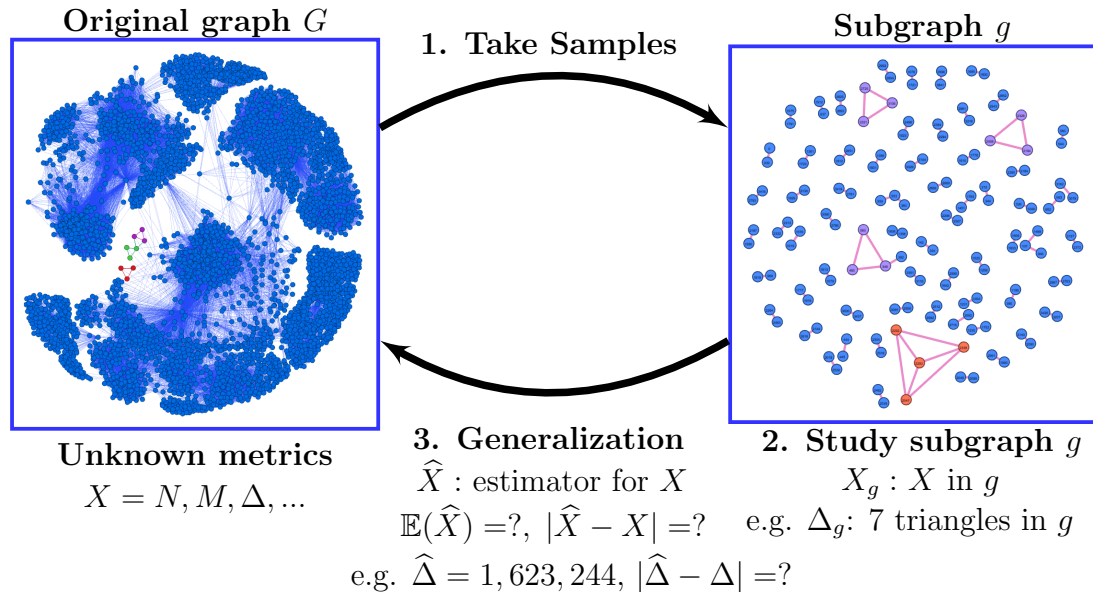 Original graph G
1. Take Samples
Subgraph g
Unknown metrics
X = N, M, Δ, ...
3. Generalization
X̂ : estimator for X
𝔼(X̂) =?, |X̂ − X| =?
e.g. Δ̂ = 1, 623, 244, |Δ̂ − Δ| =?
2. Study subgraph g
X_g : X in g
e.g. Δ_g: 7 triangles in g